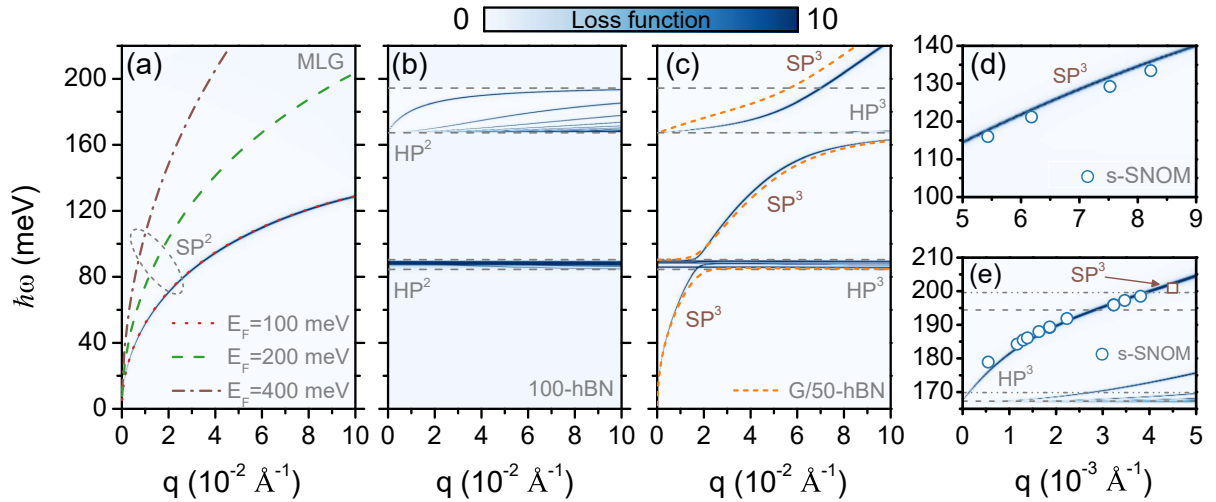 0 Loss function 10
ħω (meV)
(a) MLG
200
160
120
80
40
0
SP²
E_F=100 meV
E_F=200 meV
E_F=400 meV
0 2 4 6 8 10
q (10⁻² Å⁻¹)
(b)
HP²
HP²
100-hBN
0 2 4 6 8 10
q (10⁻² Å⁻¹)
(c)
SP³
HP³
SP³
HP³
SP³
G/50-hBN
0 2 4 6 8 10
q (10⁻² Å⁻¹)
(d)
140
130
120
110
100
SP³
s-SNOM
5 6 7 8 9
(e)
210
200
190
180
170
SP³
HP³
s-SNOM
0 1 2 3 4 5
q (10⁻³ Å⁻¹)